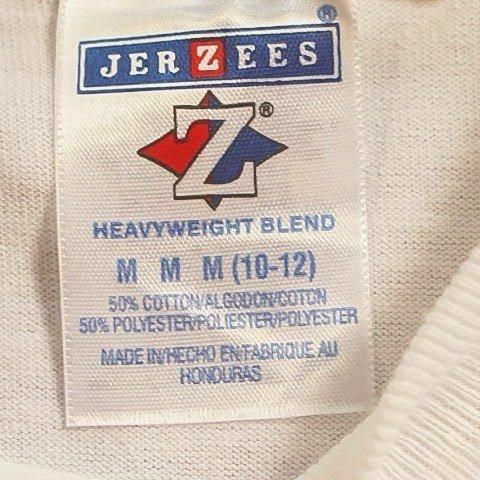 ®
JERZEES
Z®
HEAVYWEIGHT BLEND
M M M (10-12)
50% COTTON/ALGODON/COTON
50% POLYESTER/POLIESTER/POLYESTER
MADE IN/HECHO EN/FABRIQUE AU
HONDURAS